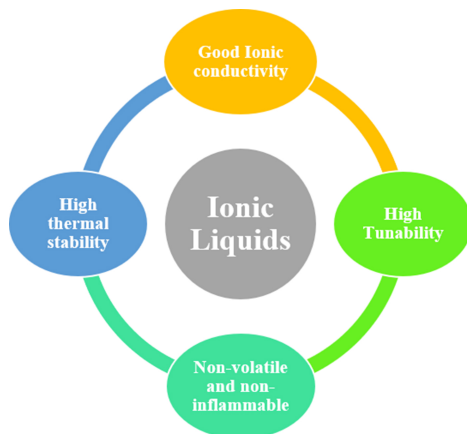 Good Ionic
conductivity
High
thermal
stability
Ionic
Liquids
High
Tunability
Non-volatile
and non-
inflammable